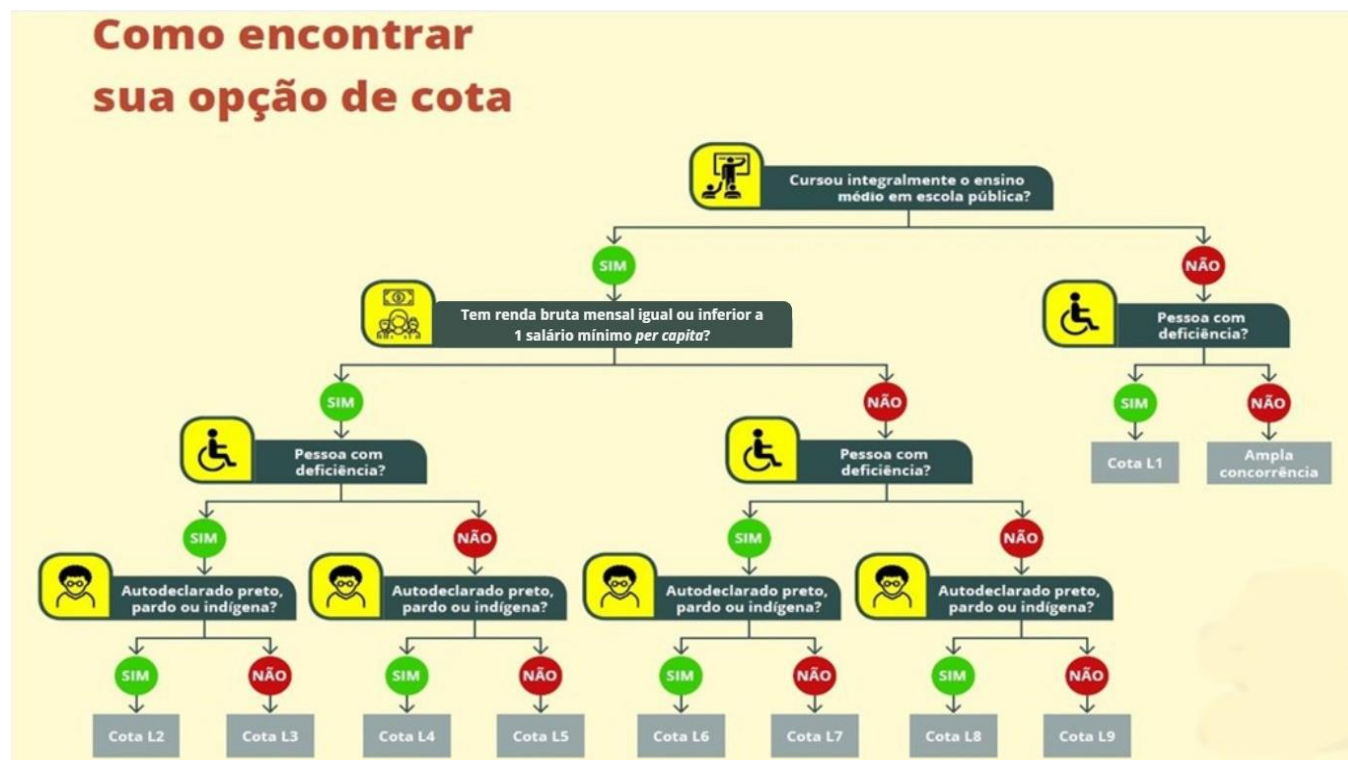 Como encontrar
sua opção de cota
Cursou integralmente o ensino
médio em escola pública?
SIM
NÃO
Tem renda bruta mensal igual ou inferior a
1 salário mínimo per capita?
Pessoa com
deficiência?
SIM
NÃO
SIM
NÃO
Pessoa com
deficiência?
Pessoa com
deficiência?
Cota L1
Ampla
concorrência
SIM
NÃO
SIM
NÃO
Autodeclarado preto,
pardo ou indígena?
Autodeclarado preto,
pardo ou indígena?
Autodeclarado preto,
pardo ou indígena?
Autodeclarado preto,
pardo ou indígena?
SIM
NÃO
SIM
NÃO
SIM
NÃO
SIM
NÃO
Cota L2
Cota L3
Cota L4
Cota L5
Cota L6
Cota L7
Cota L8
Cota L9